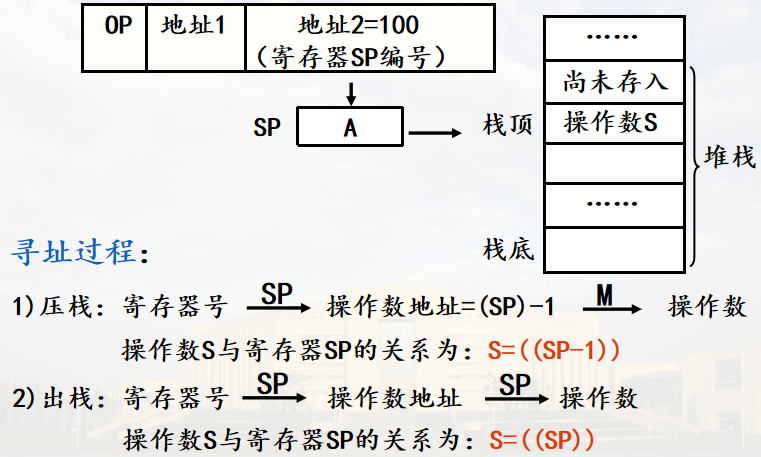 OP 地址1 地址2=100
(寄存器SP编号)
……
尚未存入
SP A 栈顶 操作数S
堆栈
……
栈底
寻址过程：
1)压栈：寄存器号 SP 操作数地址=(SP)-1 M 操作数
操作数S与寄存器SP的关系为：S=((SP-1))
2)出栈：寄存器号 SP 操作数地址 SP 操作数
操作数S与寄存器SP的关系为：S=((SP))